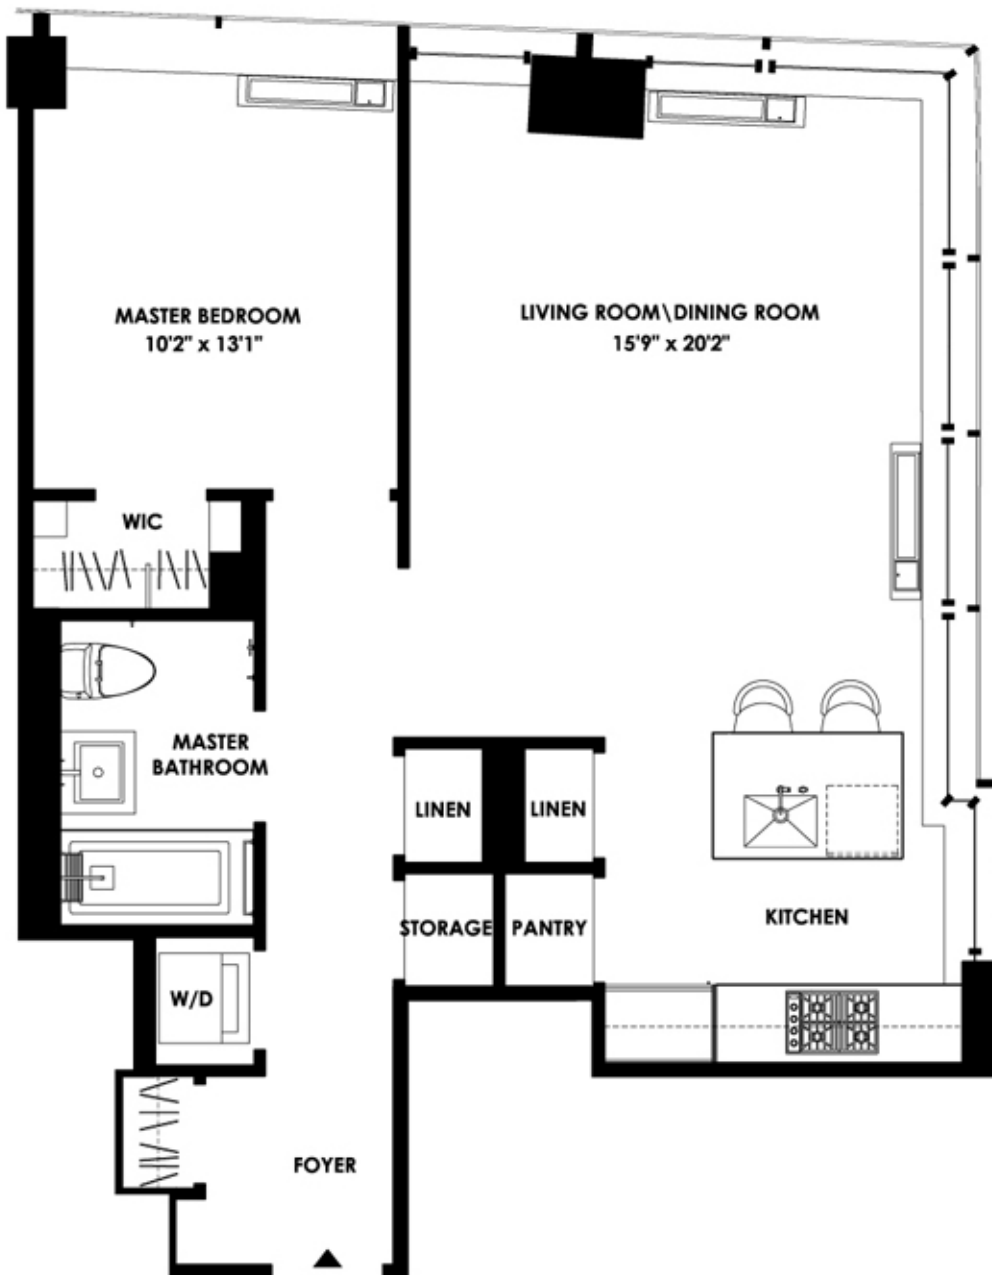 MASTER BEDROOM
10'2" x 13'1"
LIVING ROOM\DINING ROOM
15'9" x 20'2"
WIC
MASTER
BATHROOM
LINEN
LINEN
STORAGE
PANTRY
KITCHEN
W/D
FOYER